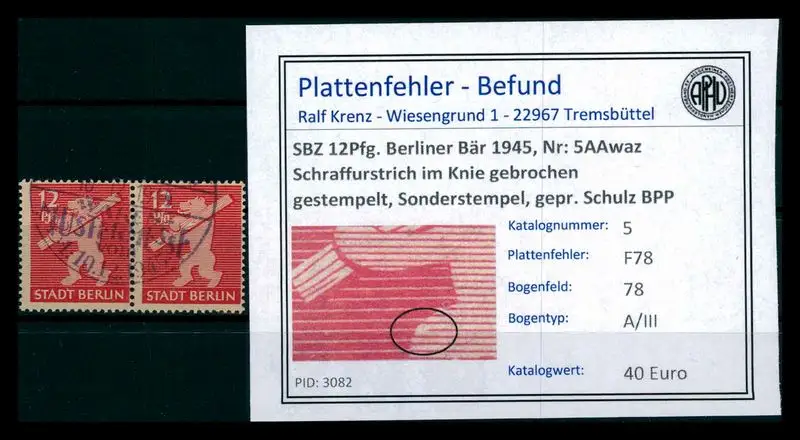 12
Pf
STADT BERLIN
12
STADT BERLIN
Plattenfehler - Befund
Ralf Krenz - Wiesengrund 1 - 22967 Tremsbüttel
SBZ 12Pfg. Berliner Bär 1945, Nr: 5AAwaz
Schraffurstrich im Knie gebrochen
gestempelt, Sonderstempel, gepr. Schulz BPP
Katalognummer: 5
Plattenfehler: F78
Bogenfeld: 78
Bogentyp: A/III
Katalogwert: 40 Euro
PID: 3082
APHV